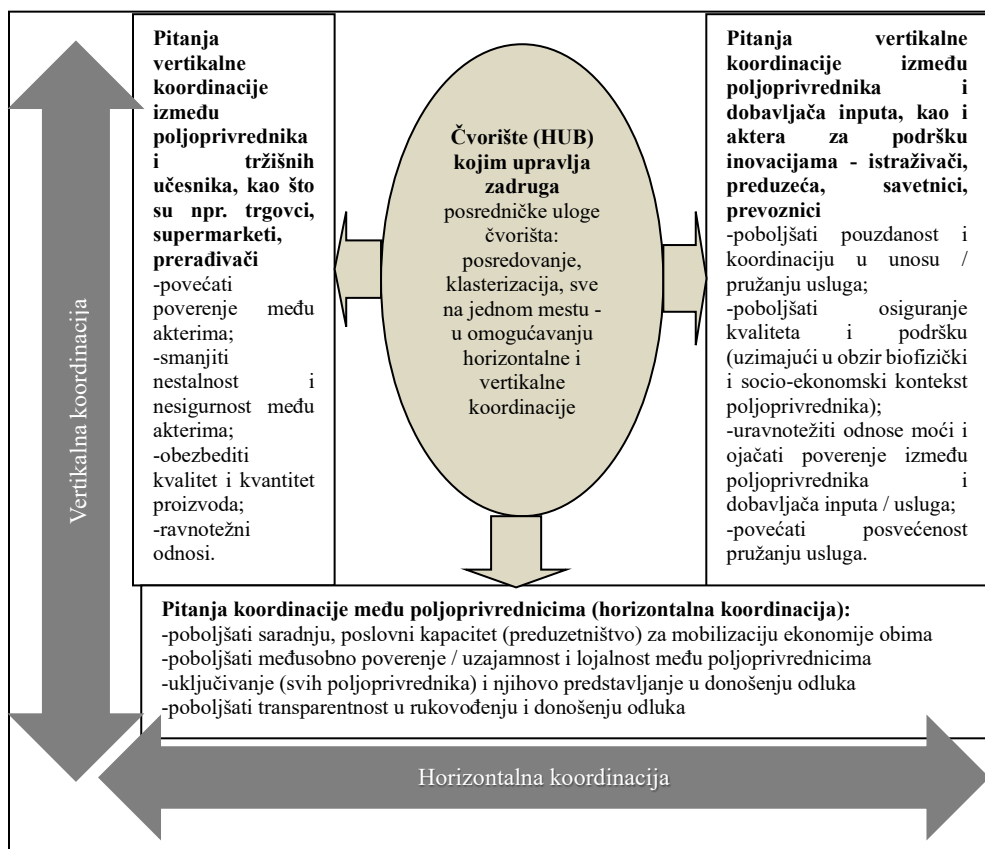 Vertikalna koordinacija
Pitanja
vertikalne
koordinacije
između
poljoprivrednika
i tržišnih
učesnika, kao što
su npr. trgovci,
supermarketi,
prerađivači
-povećati
poverenje među
akterima;
-smanjiti
nestalnost i
nesigurnost među
akterima;
-obezbediti
kvalitet i kvantitet
proizvoda;
-ravnotežni
odnosi.
Čvorište (HUB)
kojim upravlja
zadruga
posredničke uloge
čvorišta:
posredovanje,
klasterizacija, sve
na jednom mestu -
u omogućavanju
horizontalne i
vertikalne
koordinacije
Pitanja vertikalne
koordinacije između
poljoprivrednika i
dobavljača inputa, kao i
aktera za podršku
inovacijama - istraživači,
preduzeća, savetnici,
prevoznici
-poboljšati pouzdanost i
koordinaciju u unosu /
pružanju usluga;
-poboljšati osiguranje
kvaliteta i podršku
(uzimajući u obzir biofizički
i socio-ekonomski kontekst
poljoprivrednika);
-uravnotežiti odnose moći i
ojačati poverenje između
poljoprivrednika i
dobavljača inputa / usluga;
-povećati posvećenost
pružanju usluga.
Pitanja koordinacije među poljoprivrednicima (horizontalna koordinacija):
-poboljšati saradnju, poslovni kapacitet (preduzetništvo) za mobilizaciju ekonomije obima
-poboljšati međusobno poverenje / uzajamnost i lojalnost među poljoprivrednicima
-uključivanje (svih poljoprivrednika) i njihovo predstavljanje u donošenju odluka
-poboljšati transparentnost u rukovođenju i donošenju odluka
Horizontalna koordinacija